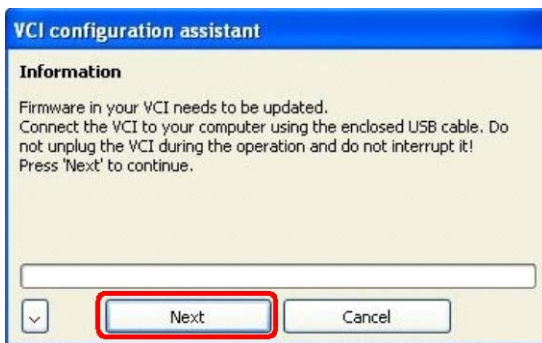 VCI configuration assistant
Information
Firmware in your VCI needs to be updated.
Connect the VCI to your computer using the enclosed USB cable. Do
not unplug the VCI during the operation and do not interrupt it!
Press 'Next' to continue.
Next
Cancel